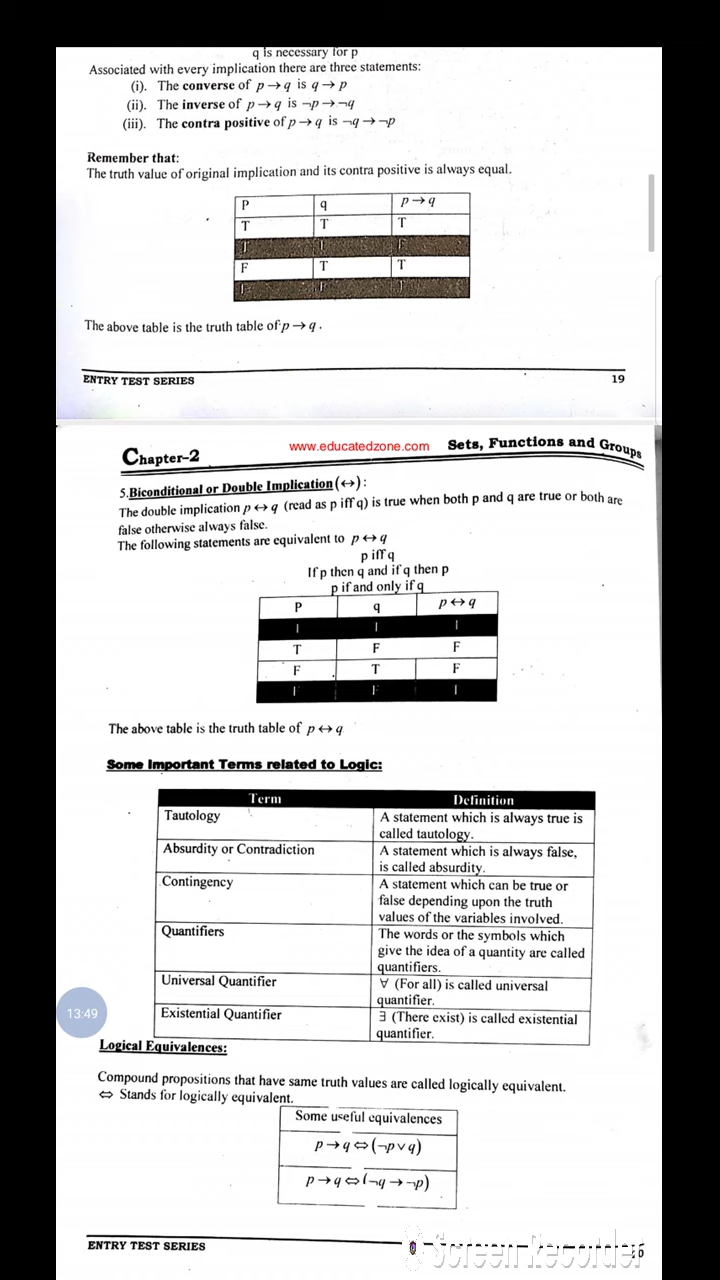 q is necessary for p
Associated with every implication there are three statements:
(i). The converse of p → q is q → p
(ii). The inverse of p → q is ¬p → ¬q
(iii). The contra positive of p → q is ¬q → ¬p
Remember that:
The truth value of original implication and its contra positive is always equal.
P q p → q
T T T
F
F T T
F F T
The above table is the truth table of p → q .
ENTRY TEST SERIES 19
Chapter-2 www.educatedzone.com Sets, Functions and Groups
5.Biconditional or Double Implication (↔) :
The double implication p ↔ q (read as p iff q) is true when both p and q are true or both are
false otherwise always false.
The following statements are equivalent to p ↔ q
p iff q
If p then q and if q then p
p if and only if q
P q p ↔ q
T F F
F T F
F F
The above table is the truth table of p ↔ q
Some Important Terms related to Logic:
Term Definition
Tautology A statement which is always true is
called tautology.
Absurdity or Contradiction A statement which is always false,
is called absurdity.
Contingency A statement which can be true or
false depending upon the truth
values of the variables involved.
Quantifiers The words or the symbols which
give the idea of a quantity are called
quantifiers.
Universal Quantifier ∀ (For all) is called universal
quantifier.
Existential Quantifier ∃ (There exist) is called existential
quantifier.
13:49
Logical Equivalences:
Compound propositions that have same truth values are called logically equivalent.
⇔ Stands for logically equivalent.
Some useful equivalences
p → q ⇔ (¬p ∨ q)
p → q ⇔ (¬q → ¬p)
ENTRY TEST SERIES
Screen Recorder